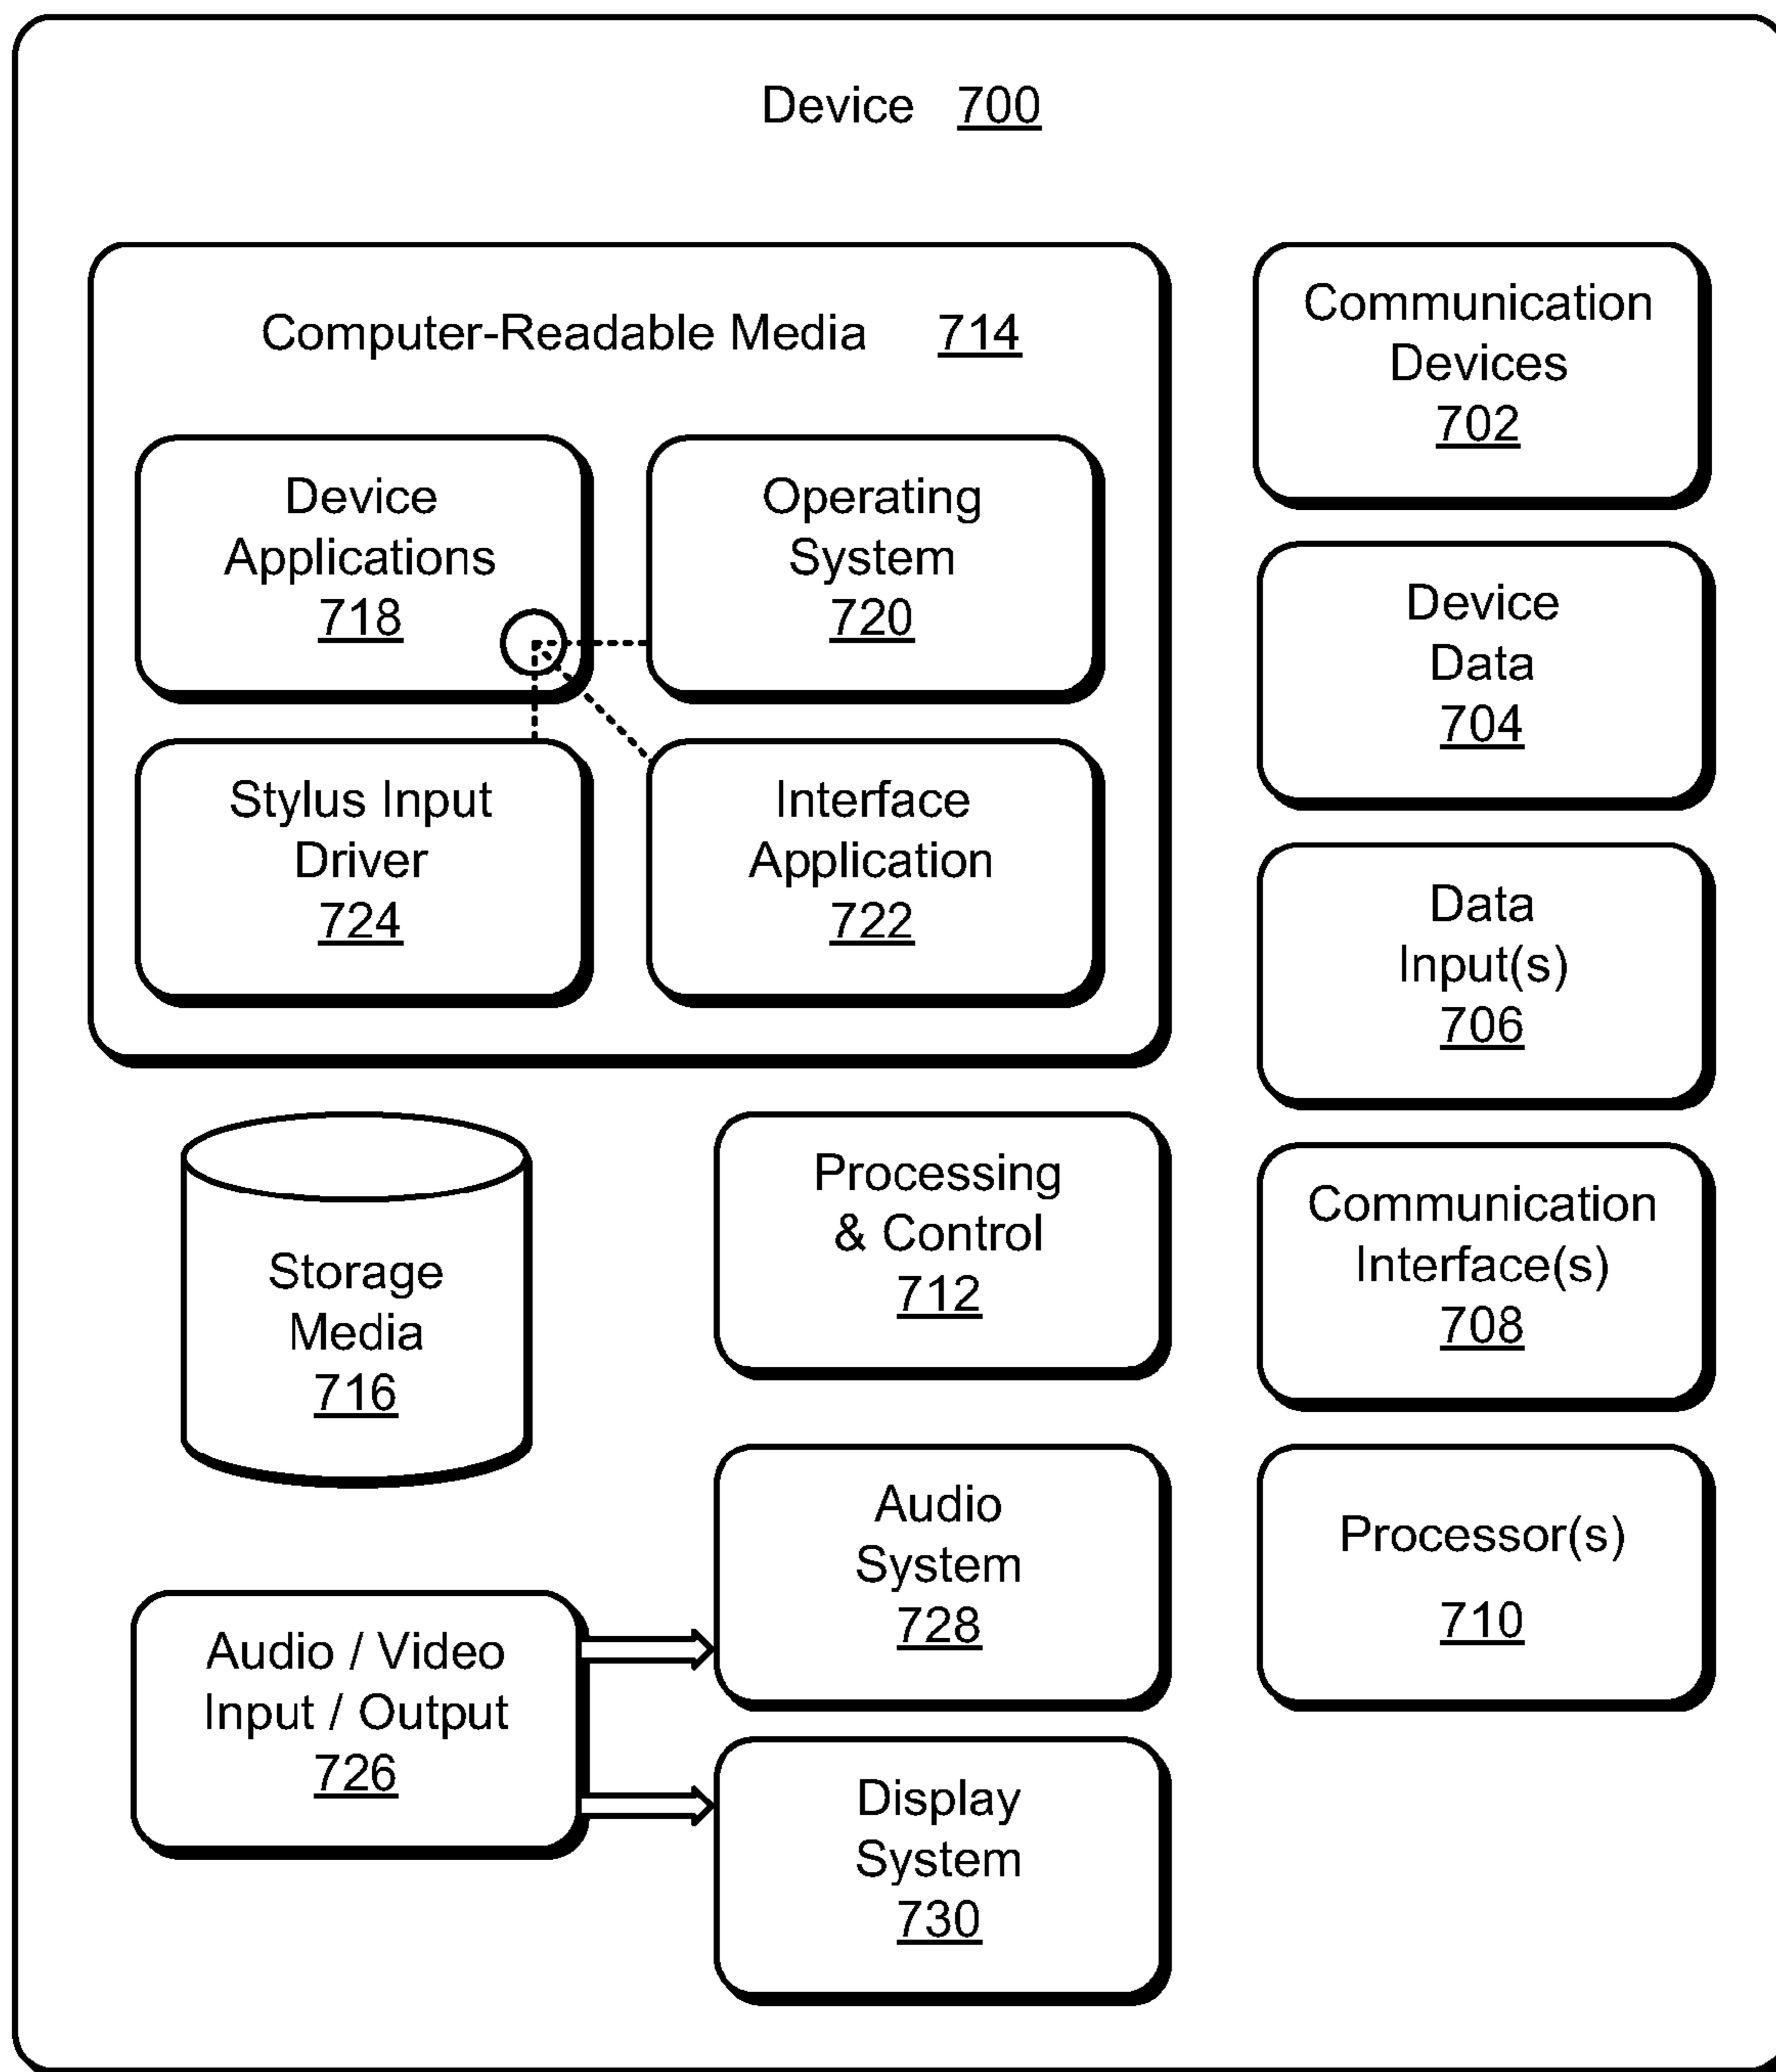 Device 700
Computer-Readable Media 714
Device
Applications
718
Operating
System
720
Stylus Input
Driver
724
Interface
Application
722
Storage
Media
716
Processing
& Control
712
Audio
System
728
Audio / Video
Input / Output
726
Display
System
730
Communication
Devices
702
Device
Data
704
Data
Input(s)
706
Communication
Interface(s)
708
Processor(s)
710